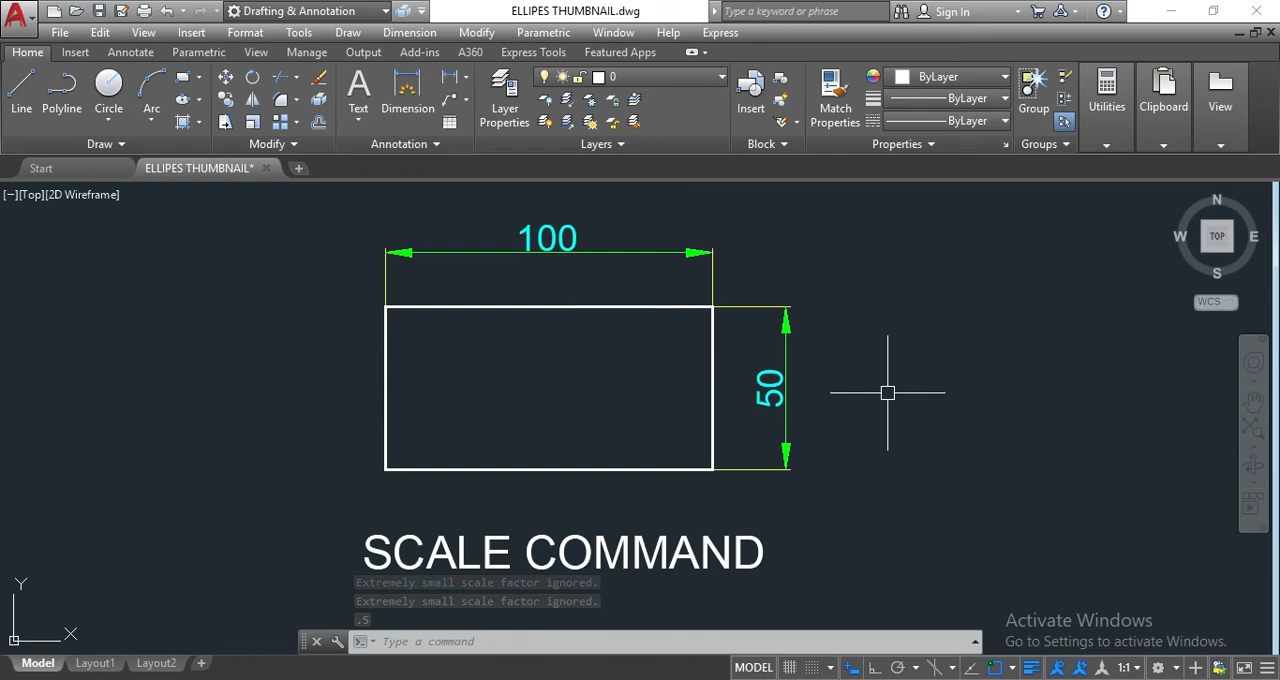 Drafting & Annotation
ELLIPES THUMBNAIL.dwg
Type a keyword or phrase
Sign In
File Edit View Insert Format Tools Draw Dimension Modify Parametric Window Help Express
Home Insert Annotate Parametric View Manage Output Add-ins A360 Express Tools Featured Apps
0 ByLayer
Line Polyline Circle Arc Text Dimension Layer Properties Insert Match Properties ByLayer Group Utilities Clipboard View
ByLayer
Draw Modify Annotation Layers Block Properties Groups
Start ELLIPES THUMBNAIL*
[−][Top][2D Wireframe]
N
W TOP E
S
WCS
100
50
SCALE COMMAND
Extremely small scale factor ignored.
Extremely small scale factor ignored.
.5
Y
X
Type a command
Activate Windows
Go to Settings to activate Windows.
Model Layout1 Layout2 MODEL 1:1